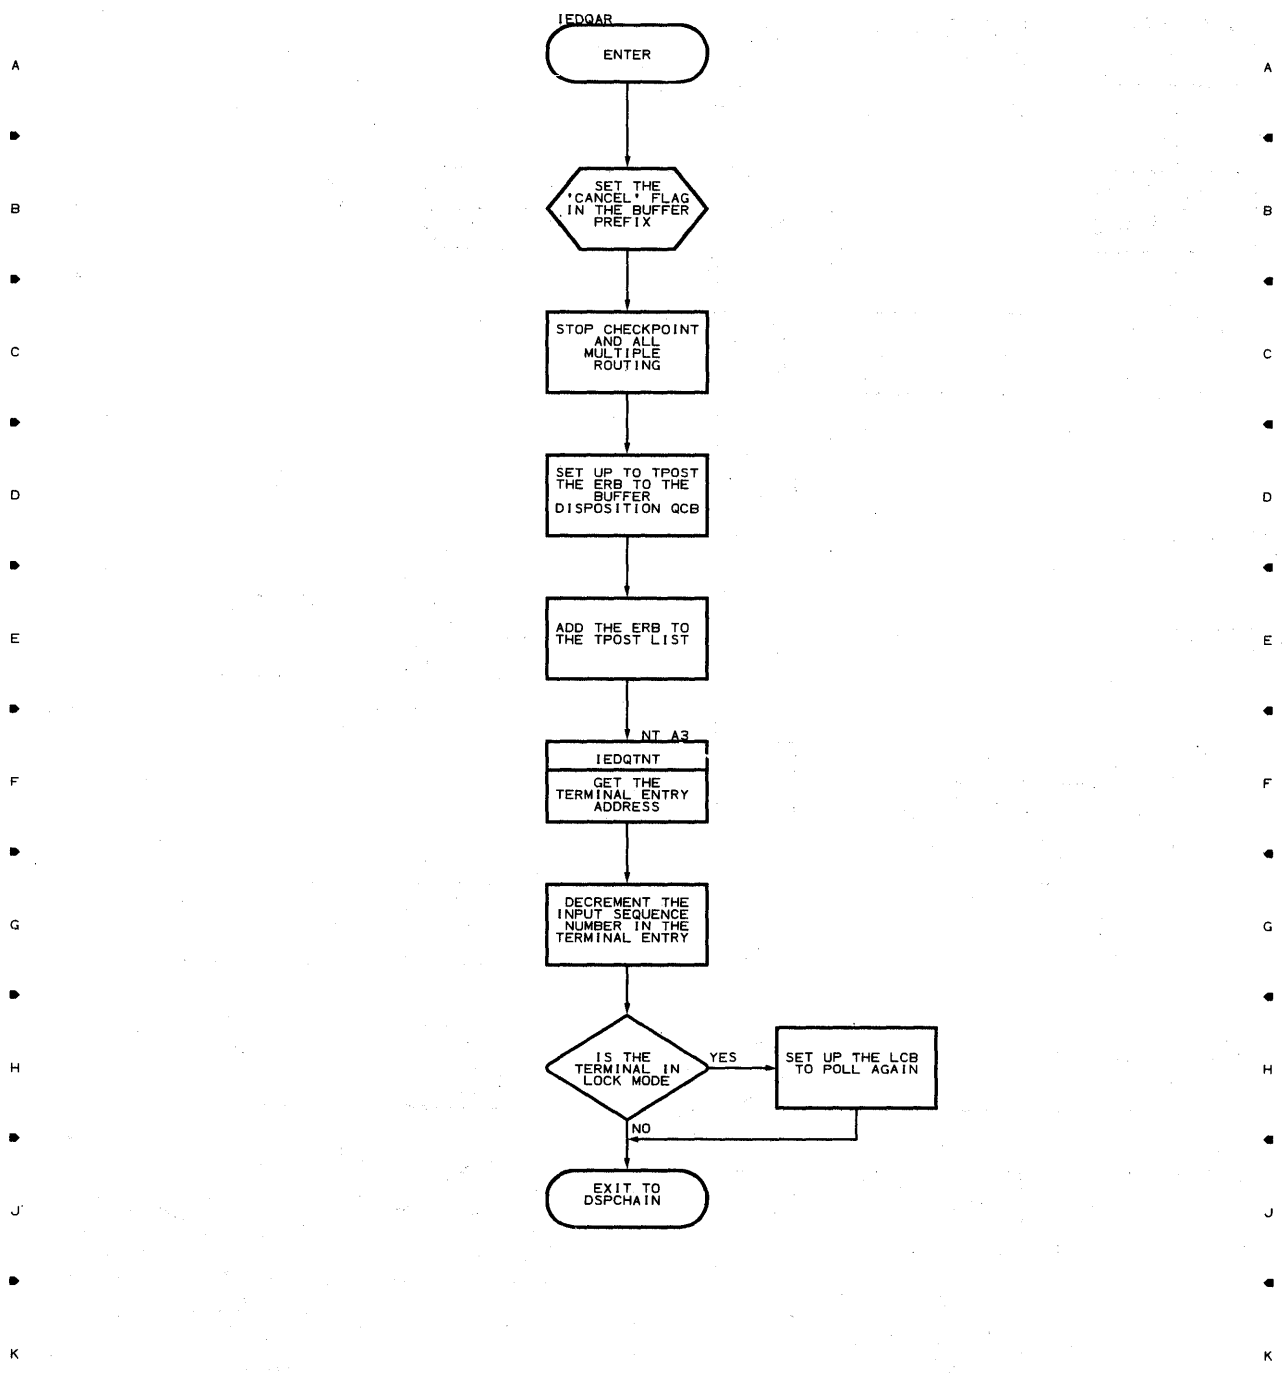 IEDQAR
ENTER
A
A
SET THE
'CANCEL' FLAG
IN THE BUFFER
PREFIX
B
B
STOP CHECKPOINT
AND ALL
MULTIPLE
ROUTING
C
C
SET UP TO TPOST
THE ERB TO THE
BUFFER
DISPOSITION QCB
D
D
ADD THE ERB TO
THE TPOST LIST
E
E
NT A3
IEDQTNT
GET THE
TERMINAL ENTRY
ADDRESS
F
F
DECREMENT THE
INPUT SEQUENCE
NUMBER IN THE
TERMINAL ENTRY
G
G
IS THE
TERMINAL IN
LOCK MODE
YES
SET UP THE LCB
TO POLL AGAIN
H
H
NO
EXIT TO
DSPCHAIN
J
J
K
K